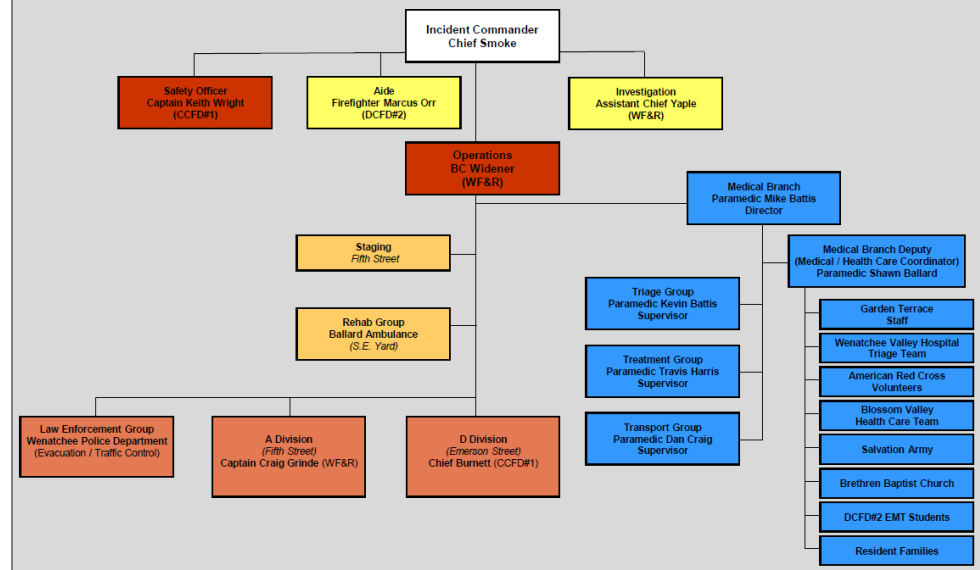 Incident Commander
Chief Smoke
Safety Officer
Captain Keith Wright
(CCFD#1)
Aide
Firefighter Marcus Orr
(DCFD#2)
Investigation
Assistant Chief Yaple
(WF&R)
Operations
BC Widener
(WF&R)
Medical Branch
Paramedic Mike Battis
Director
Staging
Fifth Street
Medical Branch Deputy
(Medical / Health Care Coordinator)
Paramedic Shawn Ballard
Triage Group
Paramedic Kevin Battis
Supervisor
Rehab Group
Ballard Ambulance
(S.E. Yard)
Treatment Group
Paramedic Travis Harris
Supervisor
Transport Group
Paramedic Dan Craig
Supervisor
Garden Terrace
Staff
Wenatchee Valley Hospital
Triage Team
American Red Cross
Volunteers
Blossom Valley
Health Care Team
Salvation Army
Brethren Baptist Church
DCFD#2 EMT Students
Resident Families
Law Enforcement Group
Wenatchee Police Department
(Evacuation / Traffic Control)
A Division
(Fifth Street)
Captain Craig Grinde (WF&R)
D Division
(Emerson Street)
Chief Burnett (CCFD#1)